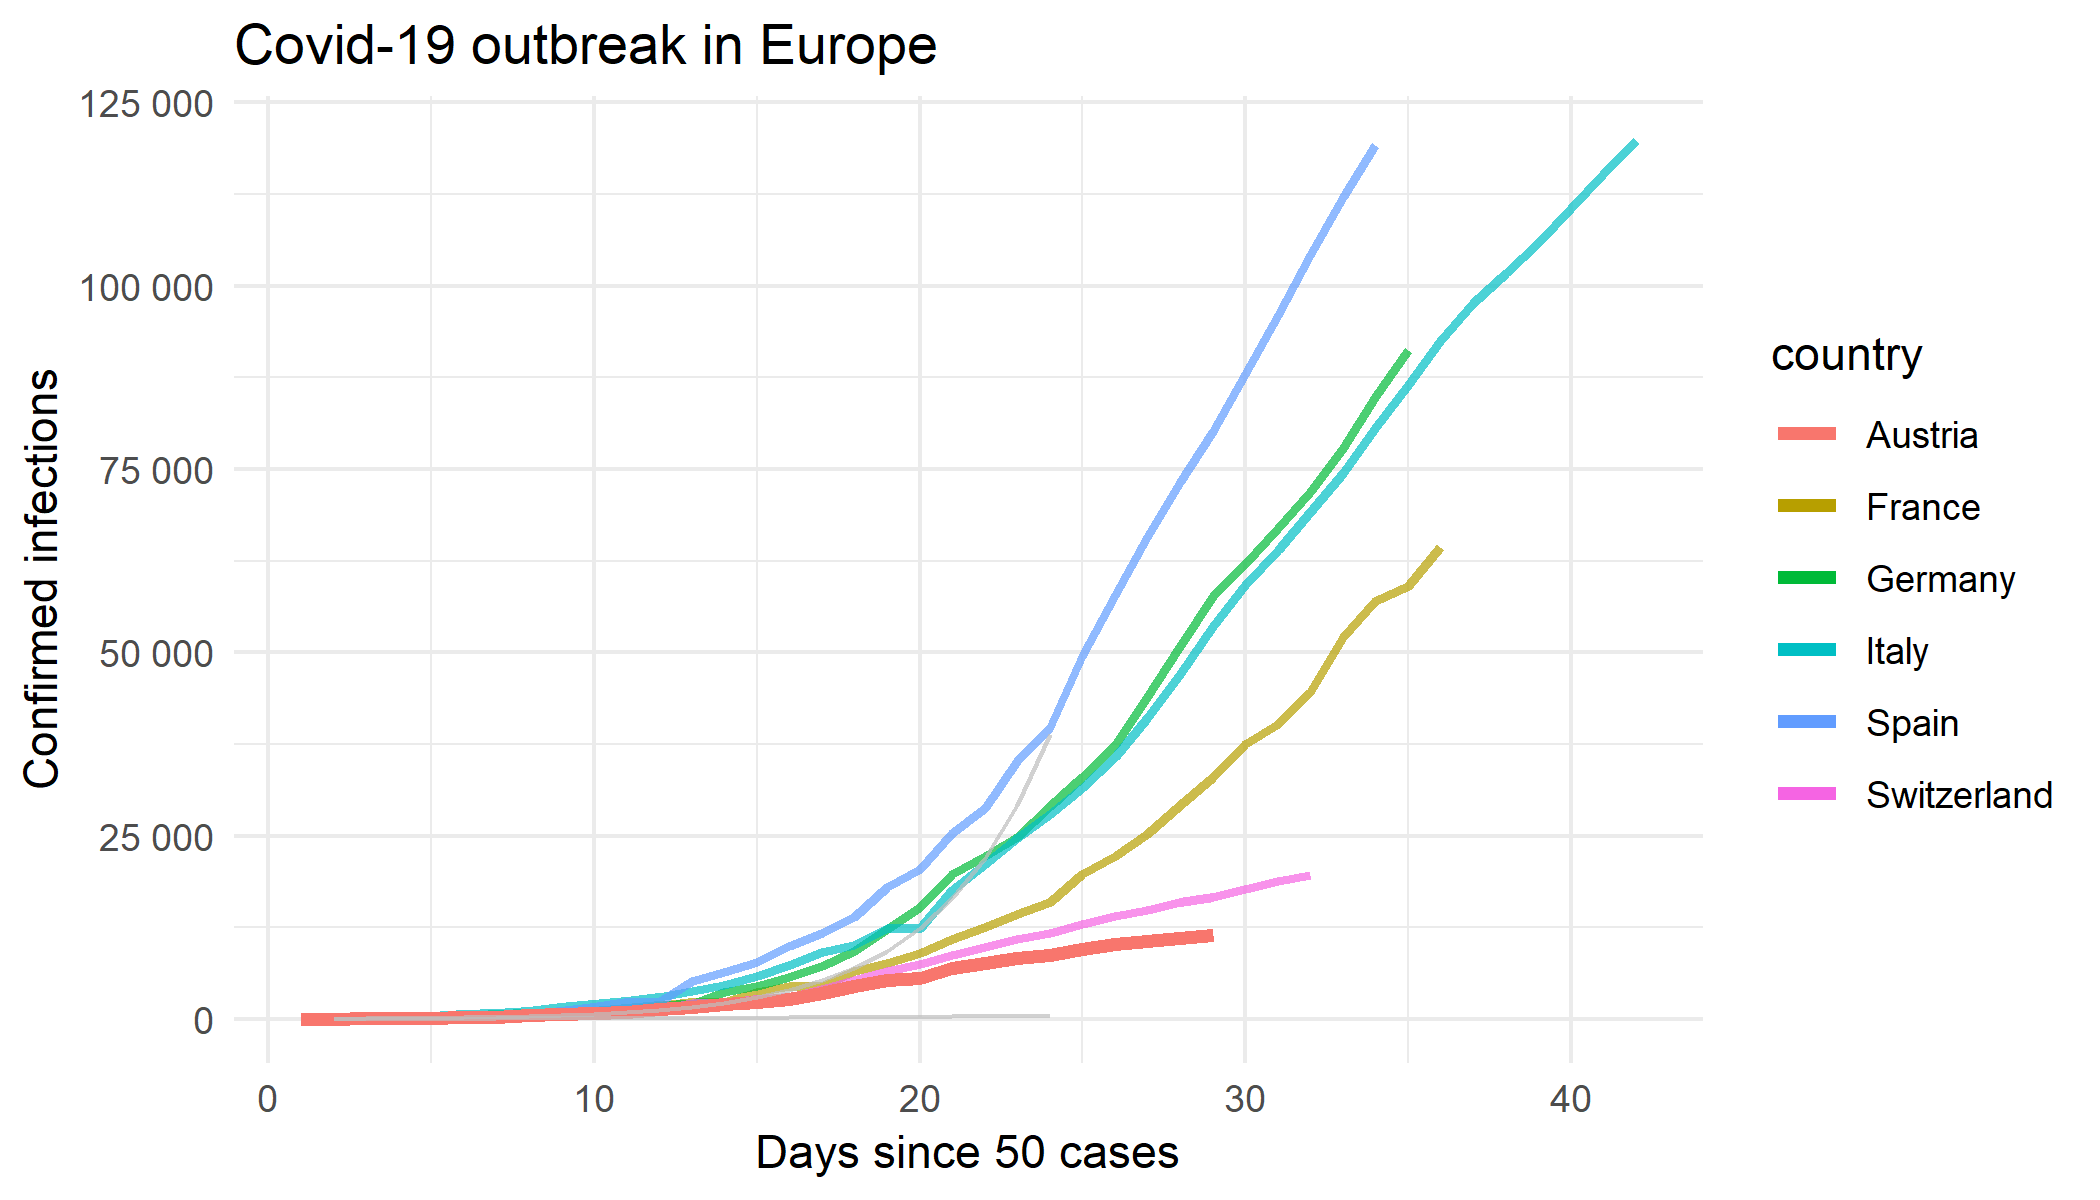 Covid-19 outbreak in Europe
125 000
100 000
75 000
50 000
25 000
0
Confirmed infections
0 10 20 30 40
Days since 50 cases
country
Austria
France
Germany
Italy
Spain
Switzerland